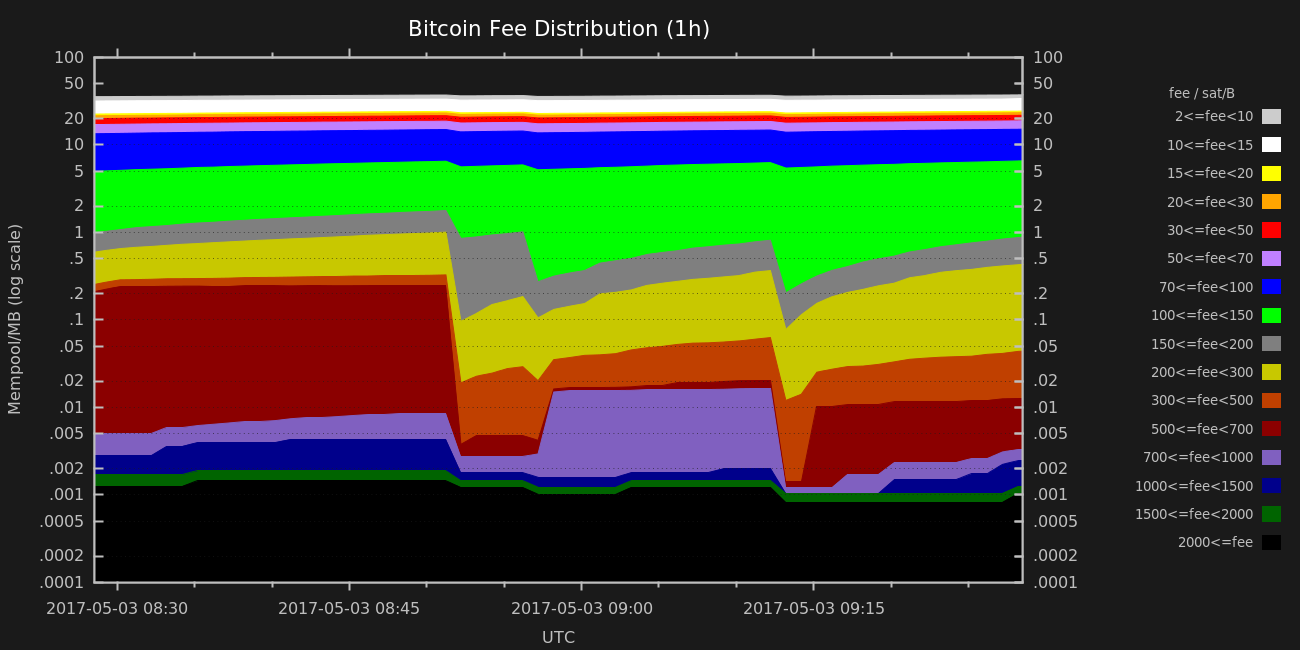 Bitcoin Fee Distribution (1h)
Mempool/MB (log scale)
100
50
20
10
5
2
1
.5
.2
.1
.05
.02
.01
.005
.002
.001
.0005
.0002
.0001
100
50
20
10
5
2
1
.5
.2
.1
.05
.02
.01
.005
.002
.001
.0005
.0002
.0001
2017-05-03 08:30
2017-05-03 08:45
2017-05-03 09:00
2017-05-03 09:15
UTC
fee / sat/B
2<=fee<10
10<=fee<15
15<=fee<20
20<=fee<30
30<=fee<50
50<=fee<70
70<=fee<100
100<=fee<150
150<=fee<200
200<=fee<300
300<=fee<500
500<=fee<700
700<=fee<1000
1000<=fee<1500
1500<=fee<2000
2000<=fee